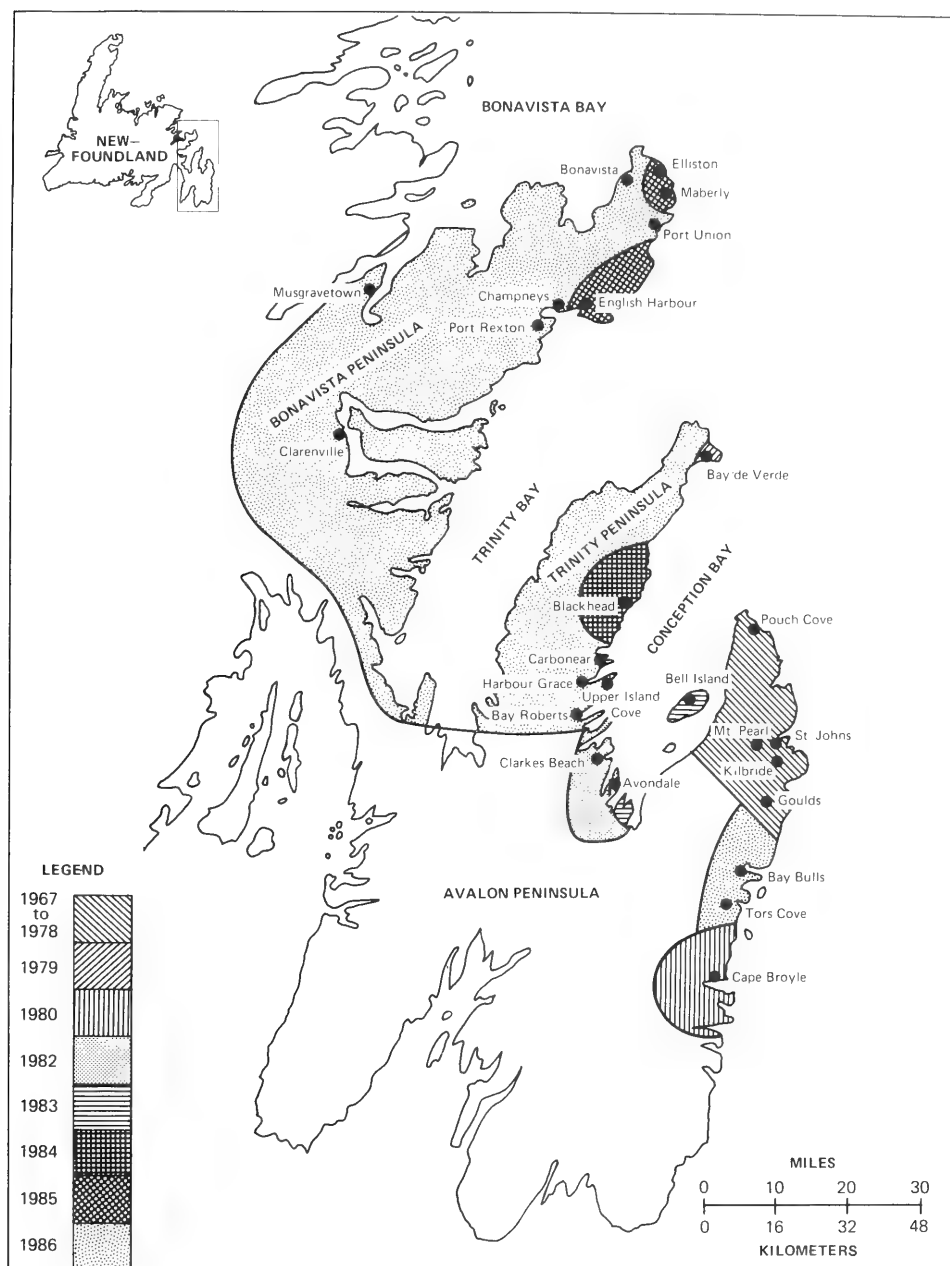 BONAVISTA BAY
NEW–
FOUNDLAND
Bonavista
Elliston
Maberly
Port Union
Musgravetown
Champneys
English Harbour
Port Rexton
BONAVISTA PENINSULA
Clarenville
Bay de Verde
TRINITY BAY
TRINITY PENINSULA
CONCEPTION BAY
Blackhead
Pouch Cove
Carbonear
Harbour Grace
Upper Island
Cove
Bell Island
Bay Roberts
Mt Pearl
St Johns
Clarkes Beach
Kilbride
Avondale
Goulds
LEGEND
1967
to
1978
1979
1980
1982
1983
1984
1985
1986
AVALON PENINSULA
Bay Bulls
Tors Cove
Cape Broyle
MILES
0 10 20 30
0 16 32 48
KILOMETERS